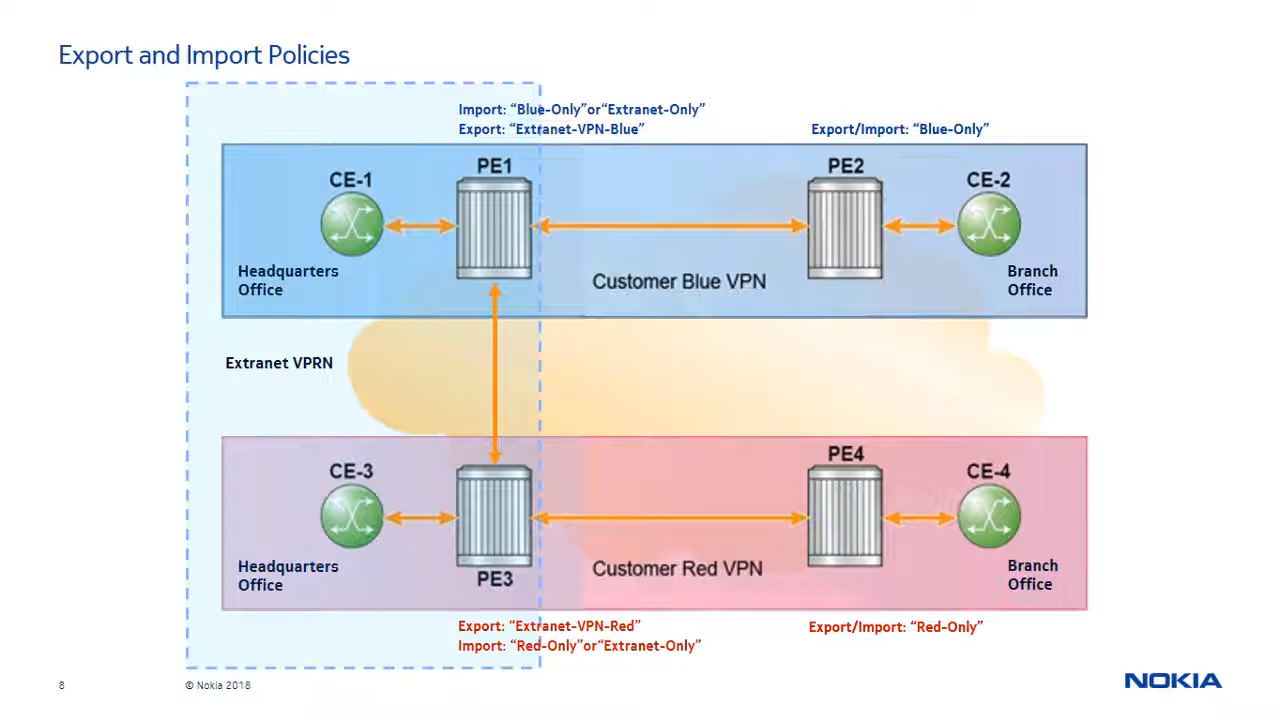 Export and Import Policies
Import: “Blue-Only”or“Extranet-Only”
Export: “Extranet-VPN-Blue”
Export/Import: “Blue-Only”
PE1
PE2
CE-1
CE-2
Headquarters
Office
Customer Blue VPN
Branch
Office
Extranet VPRN
CE-3
PE4
CE-4
Headquarters
Office
PE3
Customer Red VPN
Branch
Office
Export: “Extranet-VPN-Red”
Import: “Red-Only”or“Extranet-Only”
Export/Import: “Red-Only”
8
© Nokia 2018
NOKIA